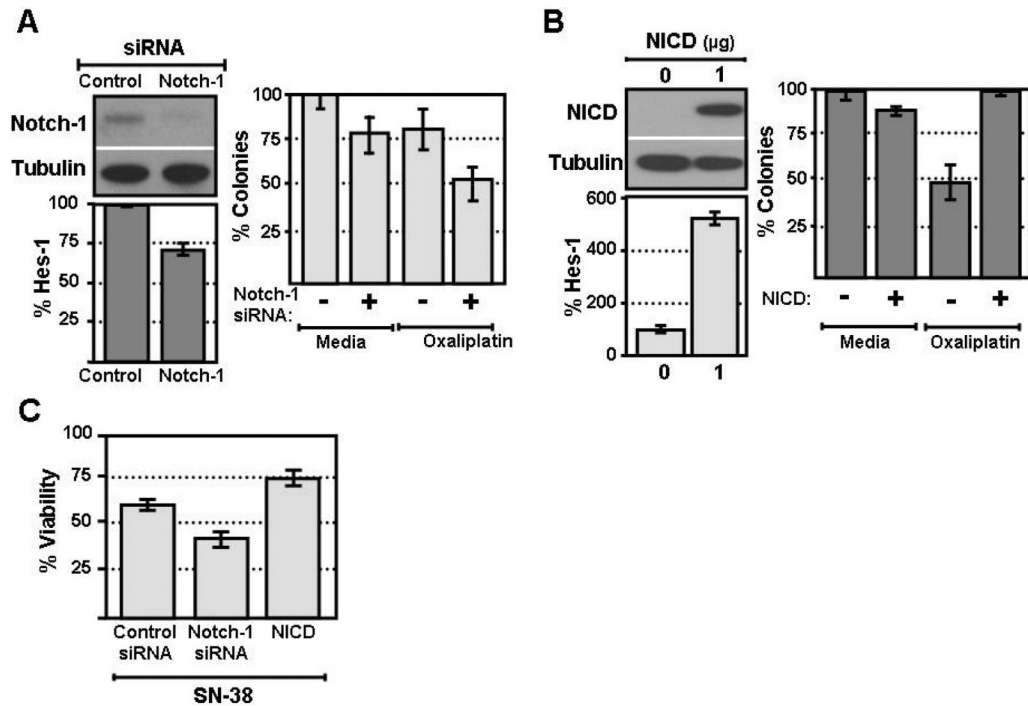 A
siRNA
Control Notch-1
Notch-1
Tubulin
% Hes-1
100
75
50
25
Control Notch-1
% Colonies
100
75
50
25
Notch-1
siRNA:
- + - +
Media Oxaliplatin
B
NICD (µg)
0 1
NICD
Tubulin
% Hes-1
600
400
200
0
0 1
% Colonies
100
75
50
25
NICD:
- + - +
Media Oxaliplatin
C
% Viability
100
75
50
25
Control
siRNA
Notch-1
siRNA
NICD
SN-38